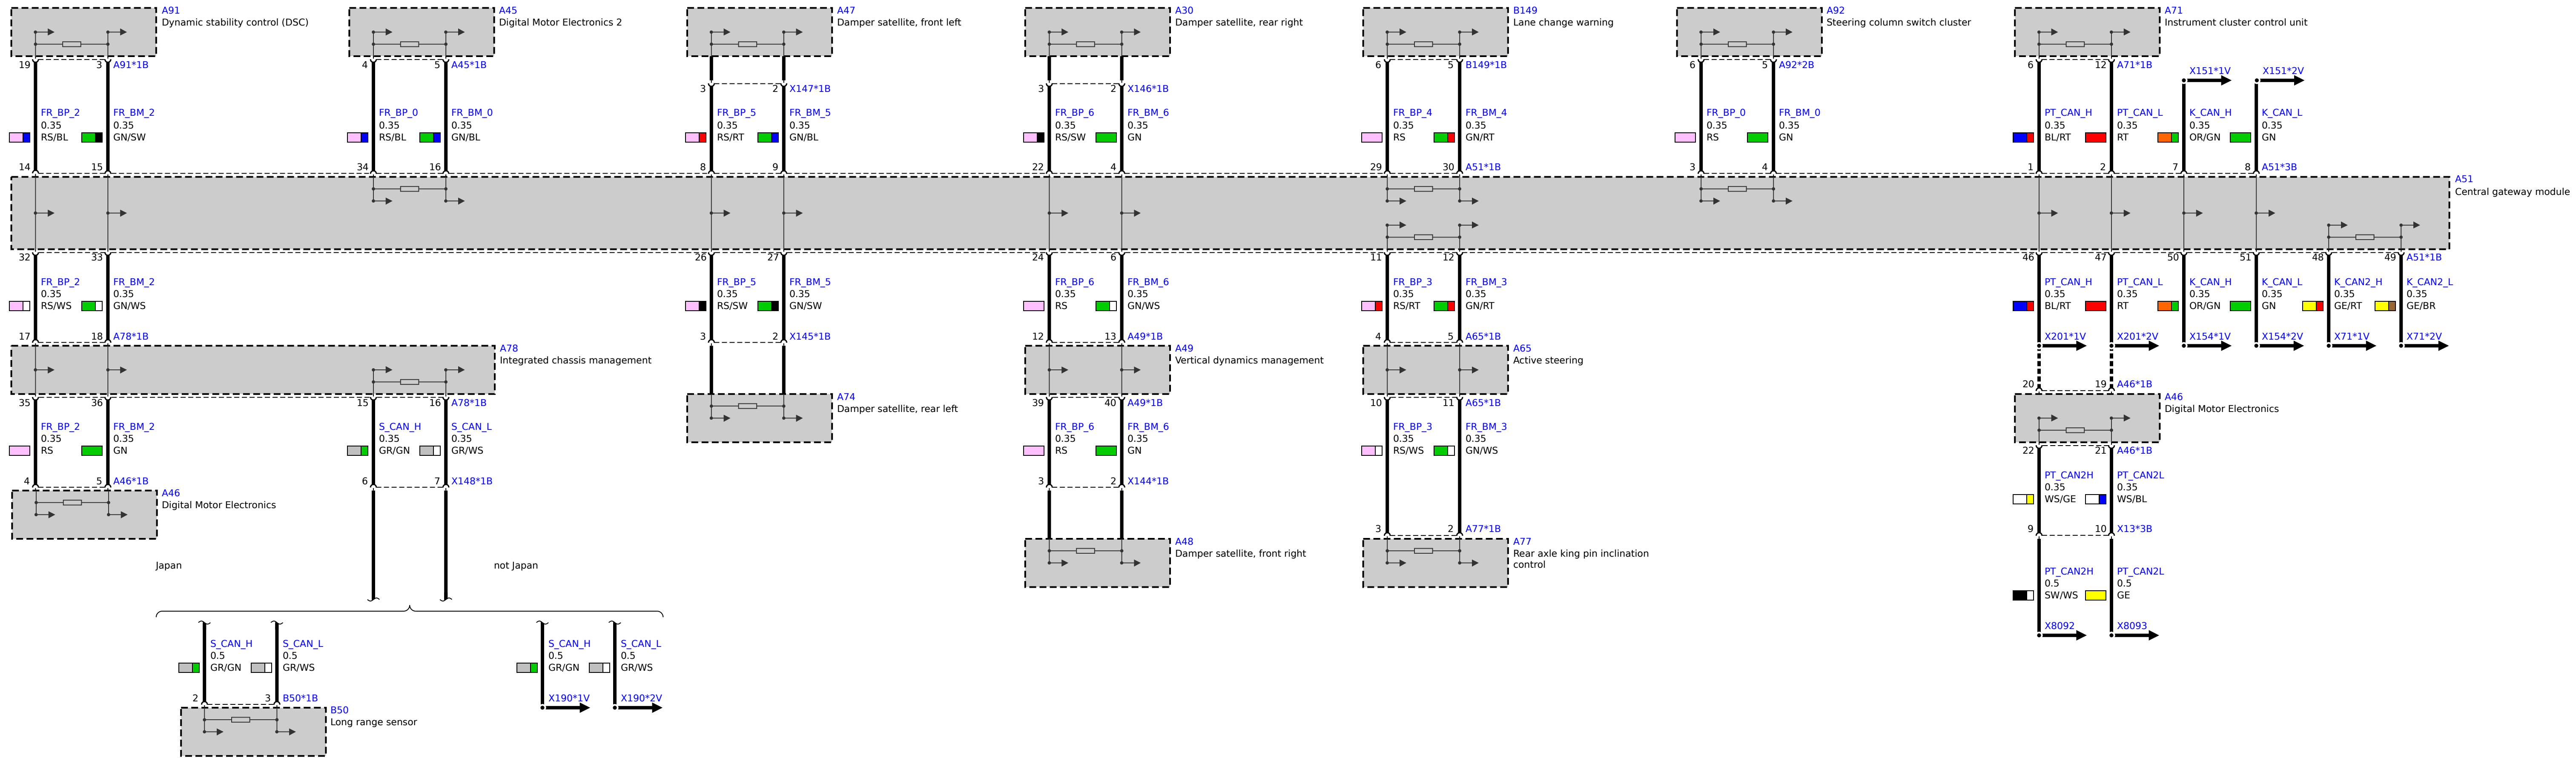 A91
Dynamic stability control (DSC)
A45
Digital Motor Electronics 2
A47
Damper satellite, front left
A30
Damper satellite, rear right
B149
Lane change warning
A92
Steering column switch cluster
A71
Instrument cluster control unit
19 3 A91*1B
4 5 A45*1B
6 5 B149*1B
6 5 A92*2B
6 12 A71*1B
X151*1V X151*2V
3 2 X147*1B
3 2 X146*1B
FR_BP_2 FR_BM_2 FR_BP_0 FR_BM_0 FR_BP_5 FR_BM_5 FR_BP_6 FR_BM_6 FR_BP_4 FR_BM_4 FR_BP_0 FR_BM_0 PT_CAN_H PT_CAN_L K_CAN_H K_CAN_L
0.35 0.35 0.35 0.35 0.35 0.35 0.35 0.35 0.35 0.35 0.35 0.35 0.35 0.35 0.35 0.35
RS/BL GN/SW RS/BL GN/BL RS/RT GN/BL RS/SW GN RS GN/RT RS GN BL/RT RT OR/GN GN
14 15 34 16 8 9 22 4 29 30 A51*1B 3 4 1 2 7 8 A51*3B
A51
Central gateway module
32 33 26 27 24 6 11 12 46 47 50 51 48 49 A51*1B
FR_BP_2 FR_BM_2 FR_BP_5 FR_BM_5 FR_BP_6 FR_BM_6 FR_BP_3 FR_BM_3 PT_CAN_H PT_CAN_L K_CAN_H K_CAN_L K_CAN2_H K_CAN2_L
0.35 0.35 0.35 0.35 0.35 0.35 0.35 0.35 0.35 0.35 0.35 0.35 0.35 0.35
RS/WS GN/WS RS/SW GN/SW RS GN/WS RS/RT GN/RT BL/RT RT OR/GN GN GE/RT GE/BR
17 18 A78*1B 3 2 X145*1B 12 13 A49*1B 4 5 A65*1B X201*1V X201*2V X154*1V X154*2V X71*1V X71*2V
A78
Integrated chassis management
A49
Vertical dynamics management
A65
Active steering
20 19 A46*1B
A74
Damper satellite, rear left
A46
Digital Motor Electronics
35 36 15 16 A78*1B 39 40 A49*1B 10 11 A65*1B
FR_BP_2 FR_BM_2 S_CAN_H S_CAN_L FR_BP_6 FR_BM_6 FR_BP_3 FR_BM_3
0.35 0.35 0.35 0.35 0.35 0.35 0.35 0.35
RS GN GR/GN GR/WS RS GN RS/WS GN/WS
22 21 A46*1B
PT_CAN2H PT_CAN2L
0.35 0.35
WS/GE WS/BL
4 5 A46*1B 6 7 X148*1B 3 2 X144*1B
A46
Digital Motor Electronics
3 2 A77*1B
9 10 X13*3B
A48
Damper satellite, front right
A77
Rear axle king pin inclination
control
Japan
not Japan
PT_CAN2H PT_CAN2L
0.5 0.5
SW/WS GE
X8092 X8093
S_CAN_H S_CAN_L S_CAN_H S_CAN_L
0.5 0.5 0.5 0.5
GR/GN GR/WS GR/GN GR/WS
2 3 B50*1B X190*1V X190*2V
B50
Long range sensor